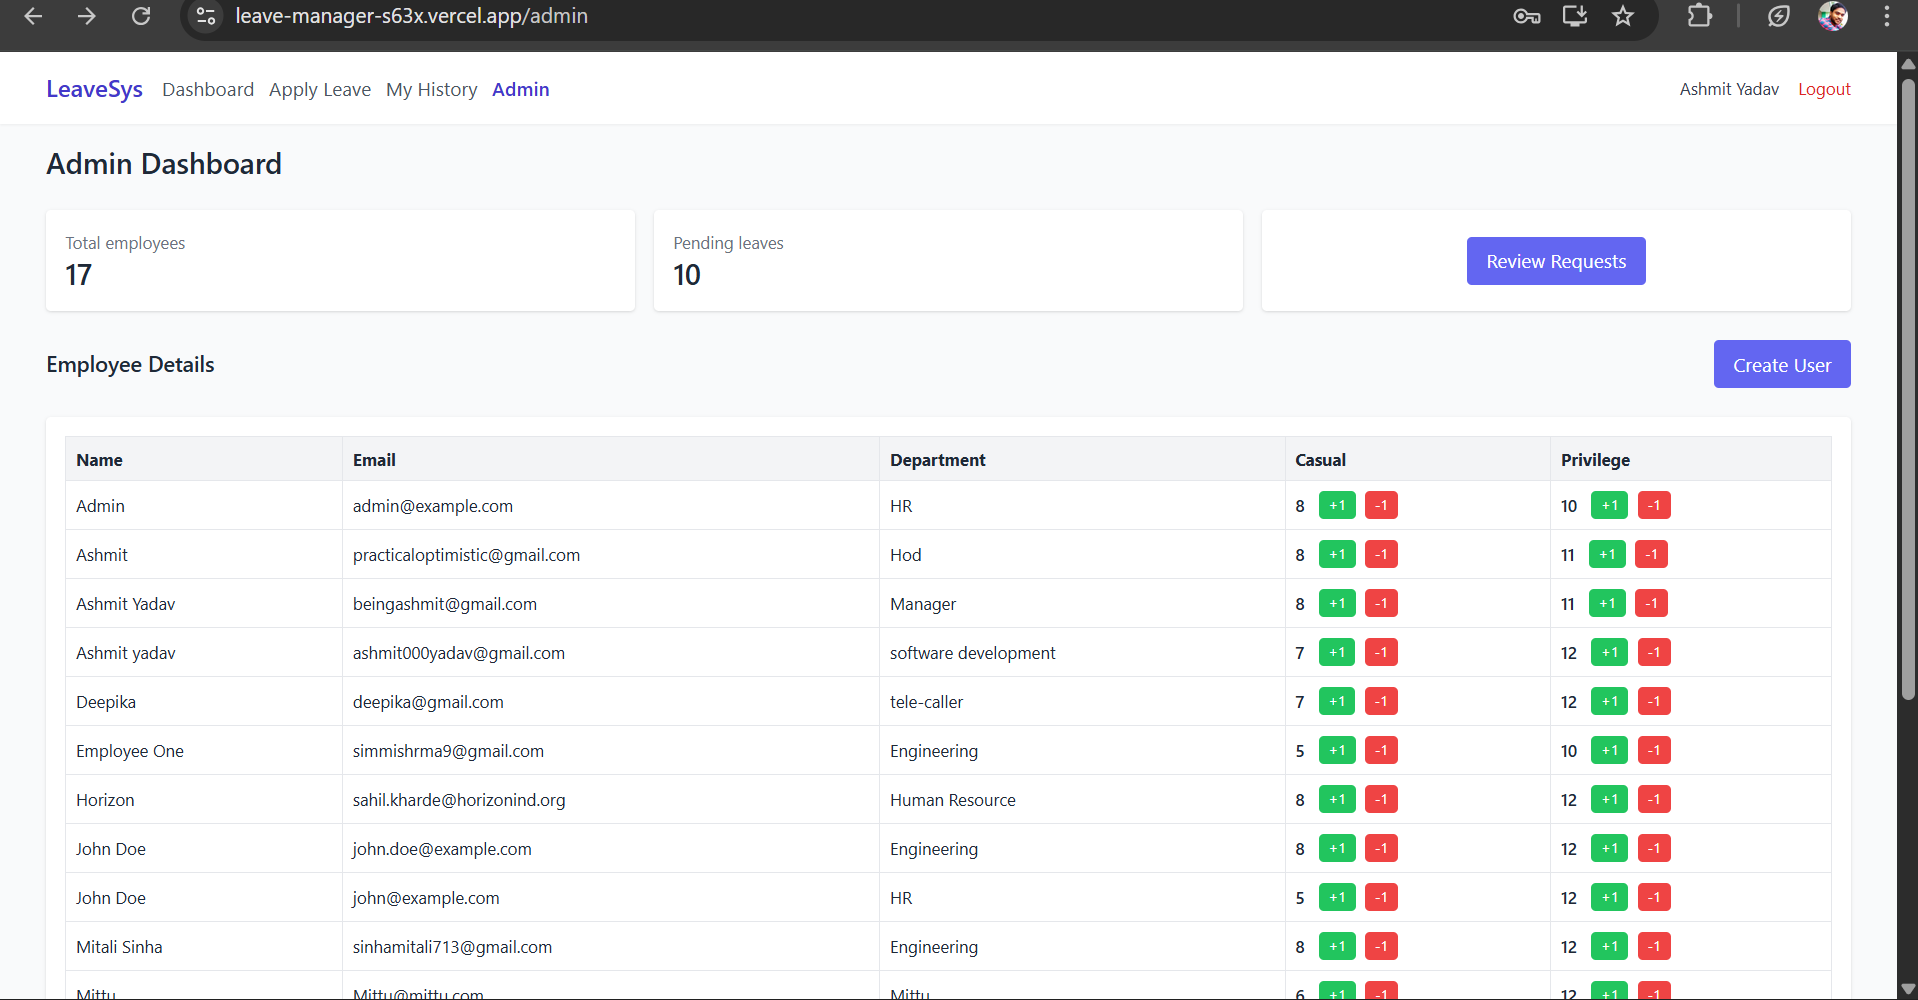 leave-manager-s63x.vercel.app/admin
LeaveSys Dashboard Apply Leave My History Admin Ashmit Yadav Logout
Admin Dashboard
Total employees
17
Pending leaves
10
Review Requests
Employee Details
Create User
Name Email Department Casual Privilege
Admin admin@example.com HR 8 +1 -1 10 +1 -1
Ashmit practicaloptimistic@gmail.com Hod 8 +1 -1 11 +1 -1
Ashmit Yadav beingashmit@gmail.com Manager 8 +1 -1 11 +1 -1
Ashmit yadav ashmit000yadav@gmail.com software development 7 +1 -1 12 +1 -1
Deepika deepika@gmail.com tele-caller 7 +1 -1 12 +1 -1
Employee One simmishrma9@gmail.com Engineering 5 +1 -1 10 +1 -1
Horizon sahil.kharde@horizonind.org Human Resource 8 +1 -1 12 +1 -1
John Doe john.doe@example.com Engineering 8 +1 -1 12 +1 -1
John Doe john@example.com HR 5 +1 -1 12 +1 -1
Mitali Sinha sinhamitali713@gmail.com Engineering 8 +1 -1 12 +1 -1
Mittu Mittu@mittu.com Mittu 6 +1 -1 12 +1 -1